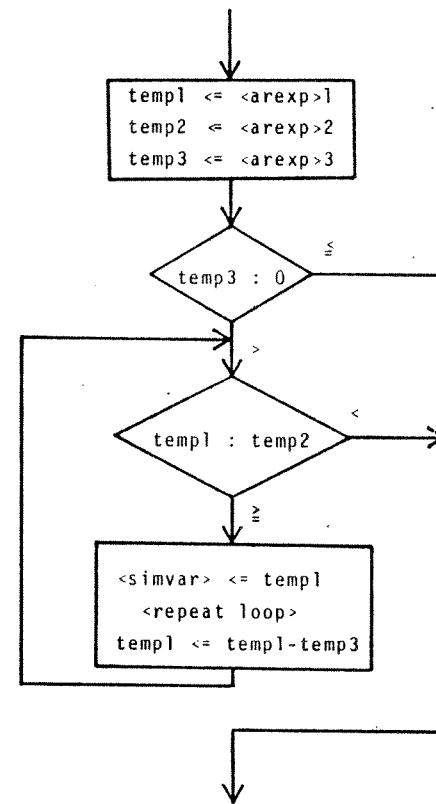 temp1 <= <arexp>1
temp2 <= <arexp>2
temp3 <= <arexp>3
≦
temp3 : 0
>
<
temp1 : temp2
≧
<simvar> <= temp1
<repeat loop>
temp1 <= temp1-temp3